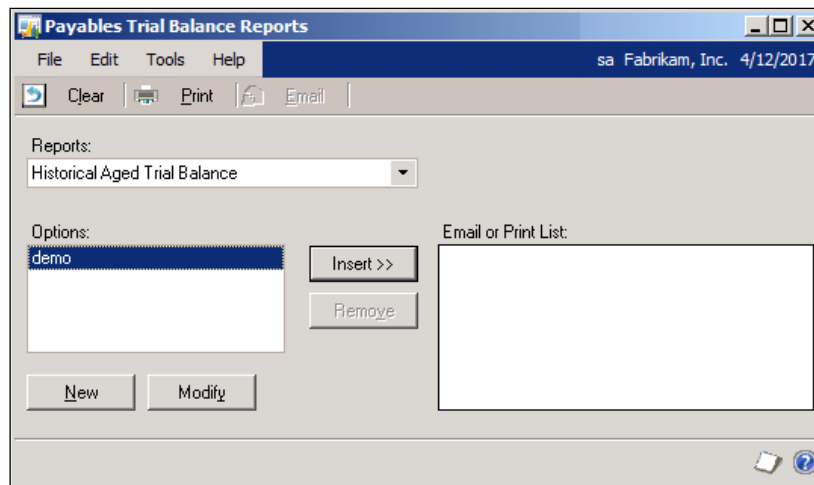 Payables Trial Balance Reports
File Edit Tools Help sa Fabrikam, Inc. 4/12/2017
Clear Print Email
Reports:
Historical Aged Trial Balance
Options: Email or Print List:
demo
Insert >>
Remove
New Modify